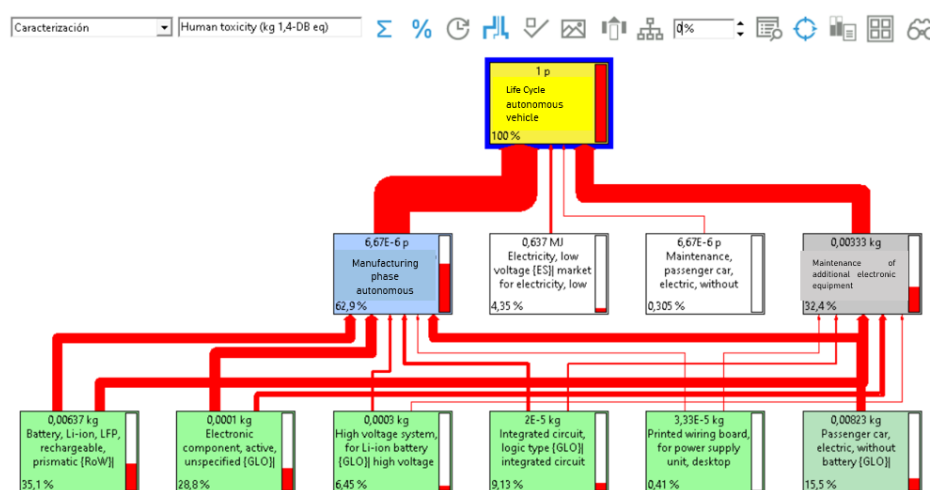 Caracterización
Human toxicity (kg 1,4-DB eq)
Σ
%
0%
1 p
Life Cycle
autonomous
vehicle
100 %
6,67E-6 p
Manufacturing
phase
autonomous
62,9 %
0,637 MJ
Electricity, low
voltage {ES}| market
for electricity, low
4,35 %
6,67E-6 p
Maintenance,
passenger car,
electric, without
0,305 %
0,00333 kg
Maintenance of
additional electronic
equipment
32,4 %
0,00637 kg
Battery, Li-ion, LFP,
rechargeable,
prismatic {RoW}|
35,1 %
0,0001 kg
Electronic
component, active,
unspecified {GLO}|
28,8 %
0,0003 kg
High voltage system,
for Li-ion battery
{GLO}| high voltage
6,45 %
2E-5 kg
Integrated circuit,
logic type {GLO}|
integrated circuit
9,13 %
3,33E-5 kg
Printed wiring board,
for power supply
unit, desktop
0,41 %
0,00823 kg
Passenger car,
electric, without
battery {GLO}|
15,5 %